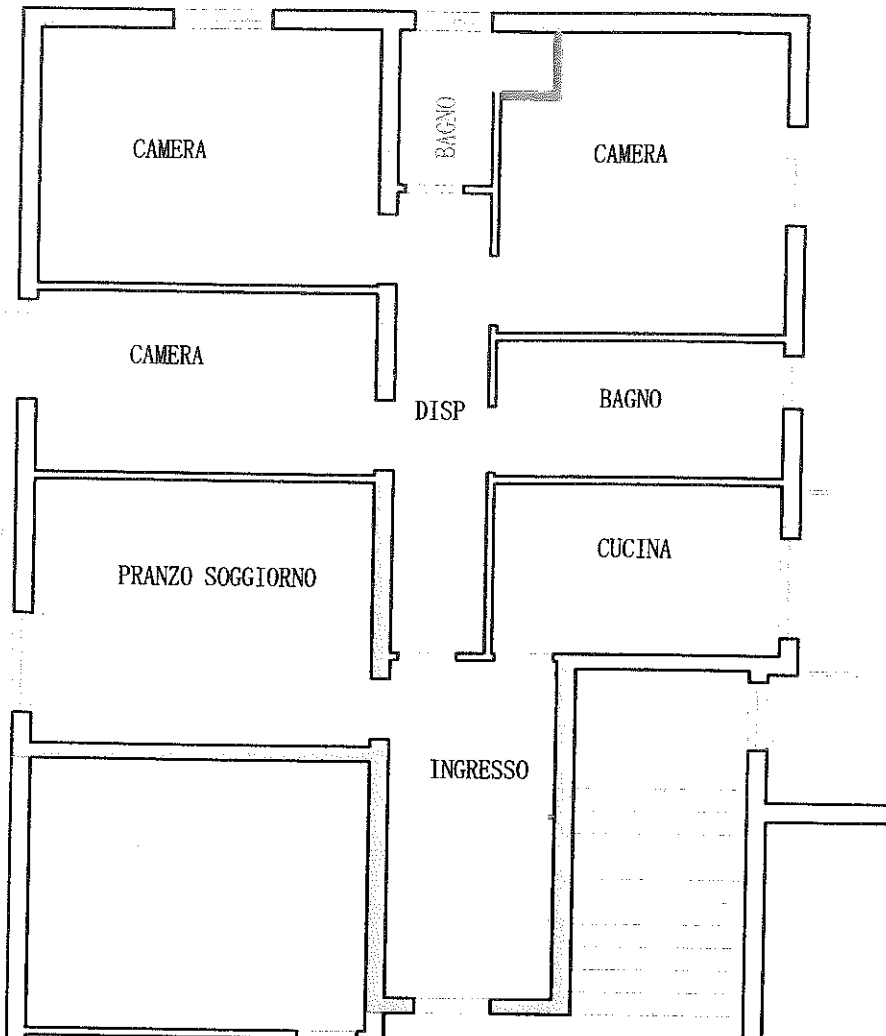 BAGNO
CAMERA
CAMERA
CAMERA
BAGNO
DISP
CUCINA
PRANZO SOGGIORNO
INGRESSO